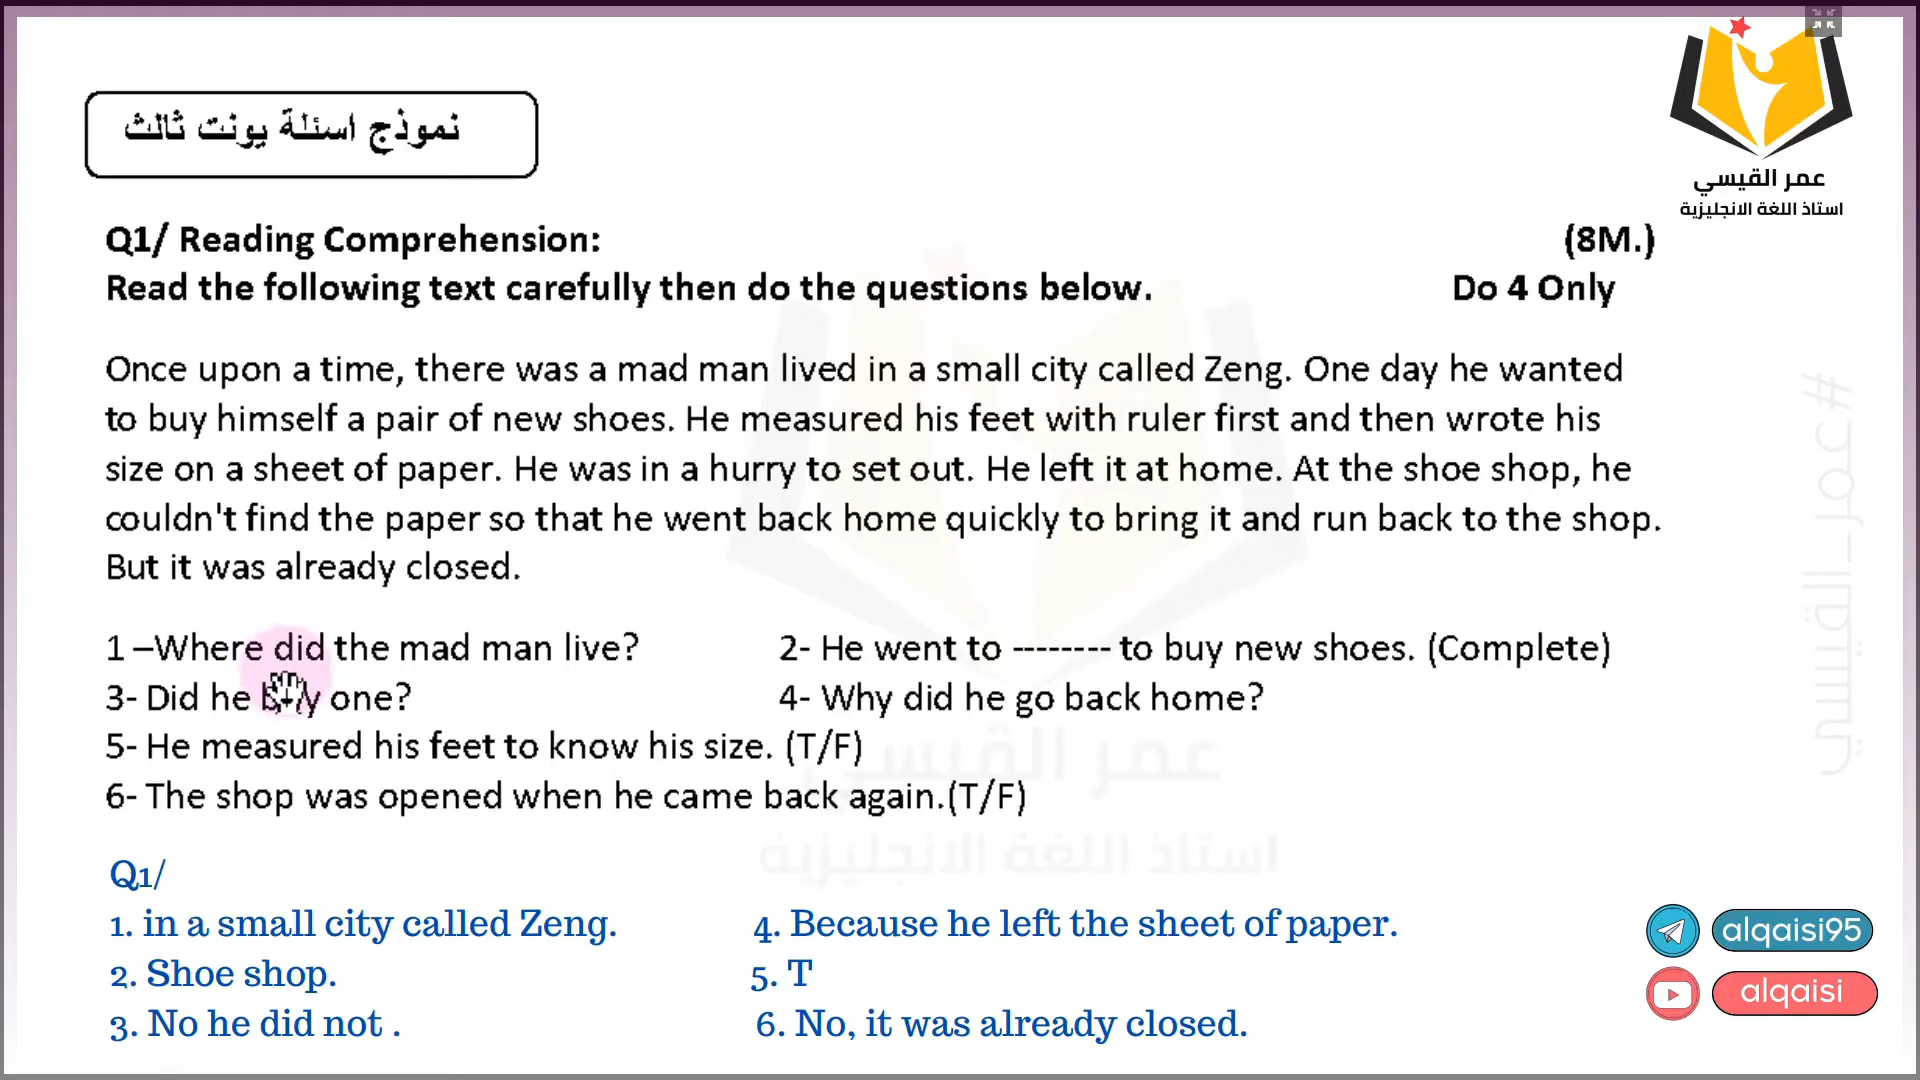 نموذج اسئلة يونت ثالث
عمر القيسي
استاذ اللغة الانجليزية
Q1/ Reading Comprehension: (8M.)
Read the following text carefully then do the questions below. Do 4 Only
Once upon a time, there was a mad man lived in a small city called Zeng. One day he wanted
to buy himself a pair of new shoes. He measured his feet with ruler first and then wrote his
size on a sheet of paper. He was in a hurry to set out. He left it at home. At the shoe shop, he
couldn't find the paper so that he went back home quickly to bring it and run back to the shop.
But it was already closed.
1 –Where did the mad man live? 2- He went to -------- to buy new shoes. (Complete)
3- Did he buy one? 4- Why did he go back home?
5- He measured his feet to know his size. (T/F)
6- The shop was opened when he came back again.(T/F)
#عمر_القيسي
عمر القيسي
استاذ اللغة الانجليزية
Q1/
1. in a small city called Zeng. 4. Because he left the sheet of paper.
2. Shoe shop. 5. T
3. No he did not . 6. No, it was already closed.
alqaisi95
alqaisi